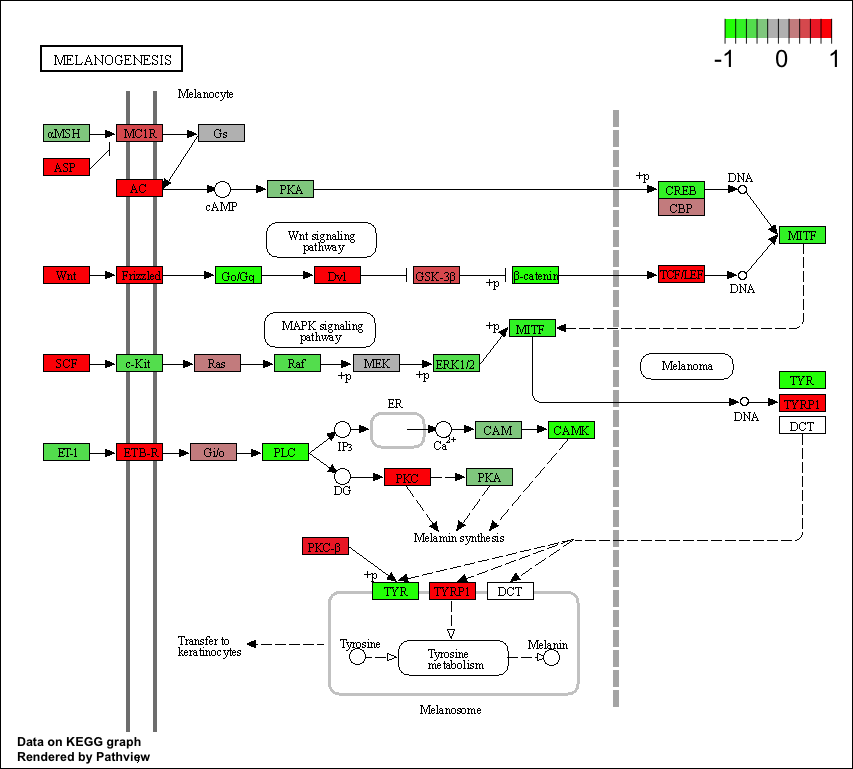 -1 0 1
MELANOGENESIS
Melanocyte
αMSH MC1R Gs
ASP
AC cAMP PKA +p CREB DNA
CBP
MITF
Wnt signaling
pathway
Wnt Frizzled Go/Gq Dvl GSK-3β +p β-catenin TCF/LEF DNA
MAPK signaling
pathway
+p MITF
SCF c-Kit Ras Raf +p MEK +p ERK1/2 Melanoma
TYR
DNA TYRP1
DCT
ER
ET-1 ETB-R Gi/o PLC IP3 Ca2+ CAM CAMK
DG PKC PKA
Melamin synthesis
PKC-β
+p TYR TYRP1 DCT
Transfer to
keratinocytes
Tyrosine Tyrosine
metabolism Melanin
Melanosome
Data on KEGG graph
Rendered by Pathview